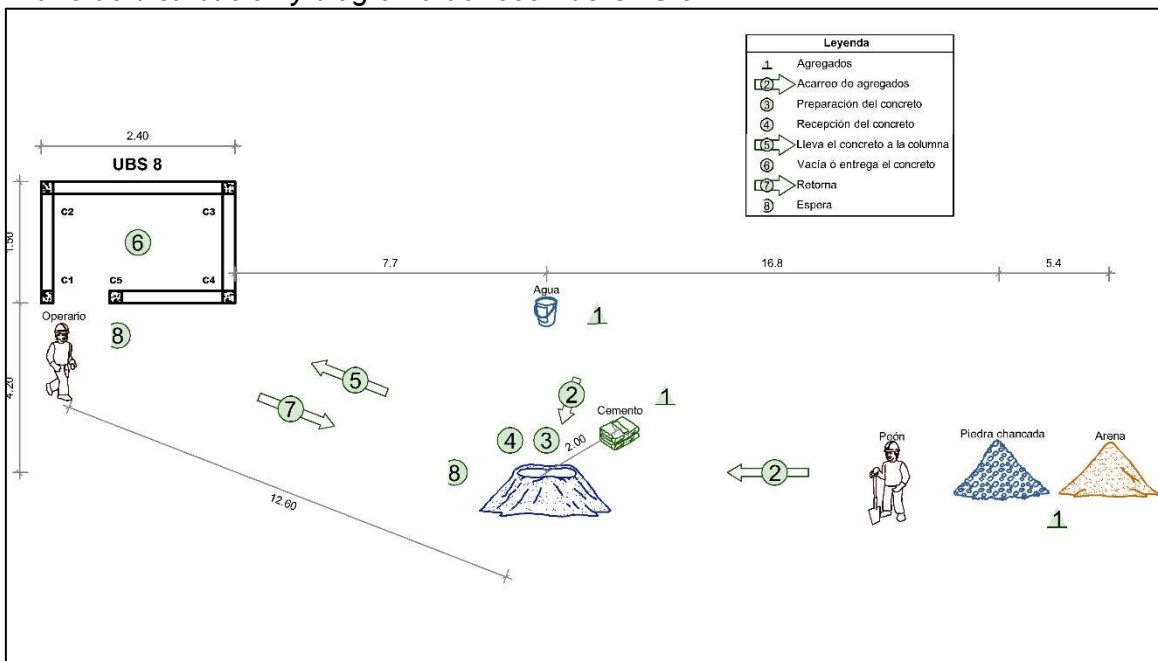 Leyenda
1 Agregados
2 Acarreo de agregados
3 Preparación del concreto
4 Recepción del concreto
5 Lleva el concreto a la columna
6 Vacía ó entrega el concreto
7 Retorna
8 Espera
2.40
UBS 8
C2
C3
1.50
6
C1
C5
C4
7.7
16.8
5.4
Agua
1
Operario
8
4.20
5
7
2
1
Cemento
4
3
2.00
8
12.60
2
Peón
Piedra chancada
Arena
1